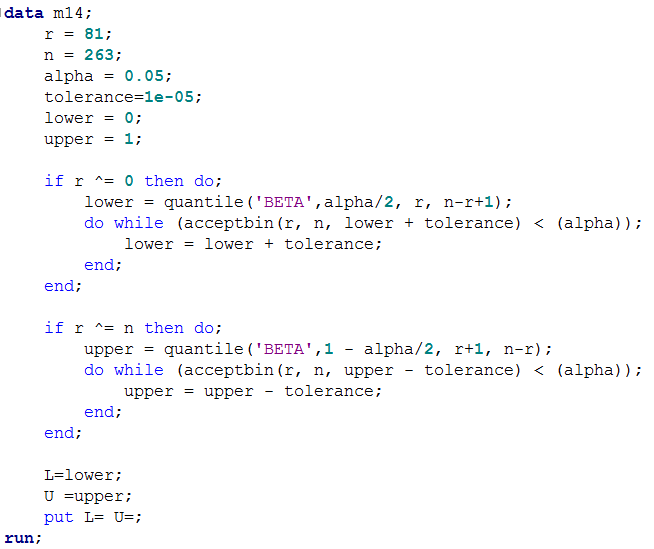 data m14;
    r = 81;
    n = 263;
    alpha = 0.05;
    tolerance=1e-05;
    lower = 0;
    upper = 1;

    if r ^= 0 then do;
        lower = quantile('BETA',alpha/2, r, n-r+1);
        do while (acceptbin(r, n, lower + tolerance) < (alpha));
            lower = lower + tolerance;
        end;
    end;

    if r ^= n then do;
        upper = quantile('BETA',1 - alpha/2, r+1, n-r);
        do while (acceptbin(r, n, upper - tolerance) < (alpha));
            upper = upper - tolerance;
        end;
    end;

    L=lower;
    U =upper;
    put L= U=;
run;